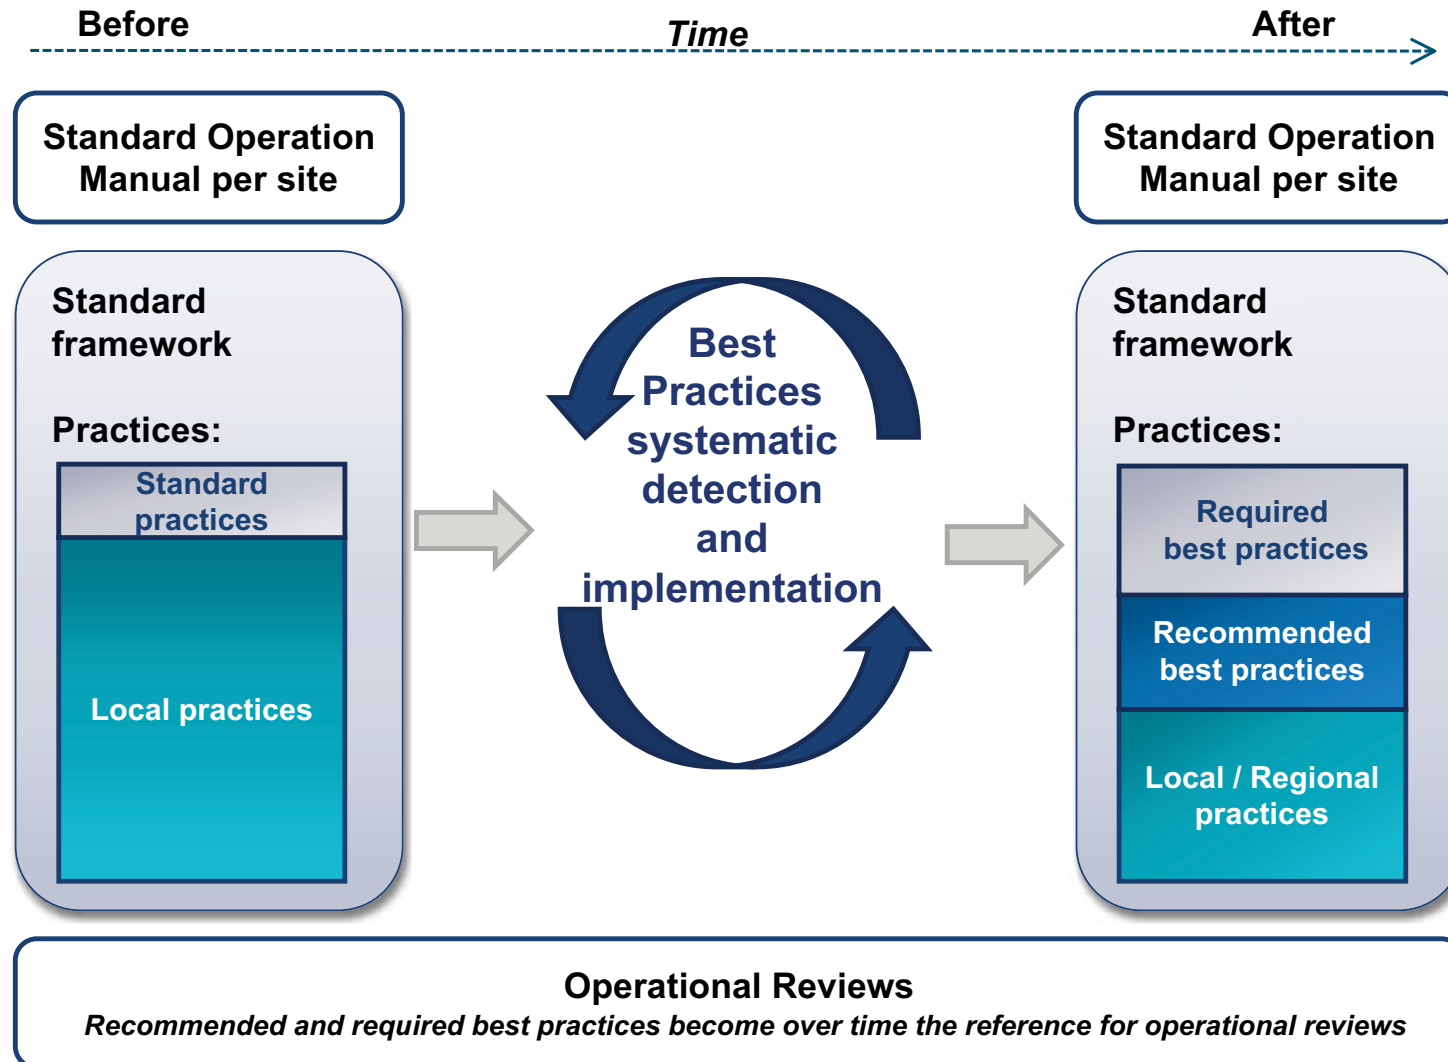 Before
Time
After
Standard Operation
Manual per site
Standard Operation
Manual per site
Standard
framework
Practices:
Standard
practices
Local practices
Best
Practices
systematic
detection
and
implementation
Standard
framework
Practices:
Required
best practices
Recommended
best practices
Local / Regional
practices
Operational Reviews
Recommended and required best practices become over time the reference for operational reviews